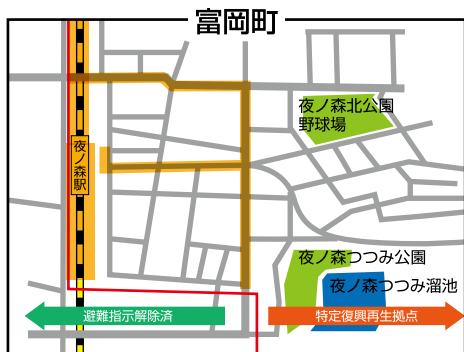 富岡町
夜ノ森北公園
野球場
夜ノ森駅
夜ノ森つつみ公園
夜ノ森つつみ溜池
避難指示解除済
特定復興再生拠点